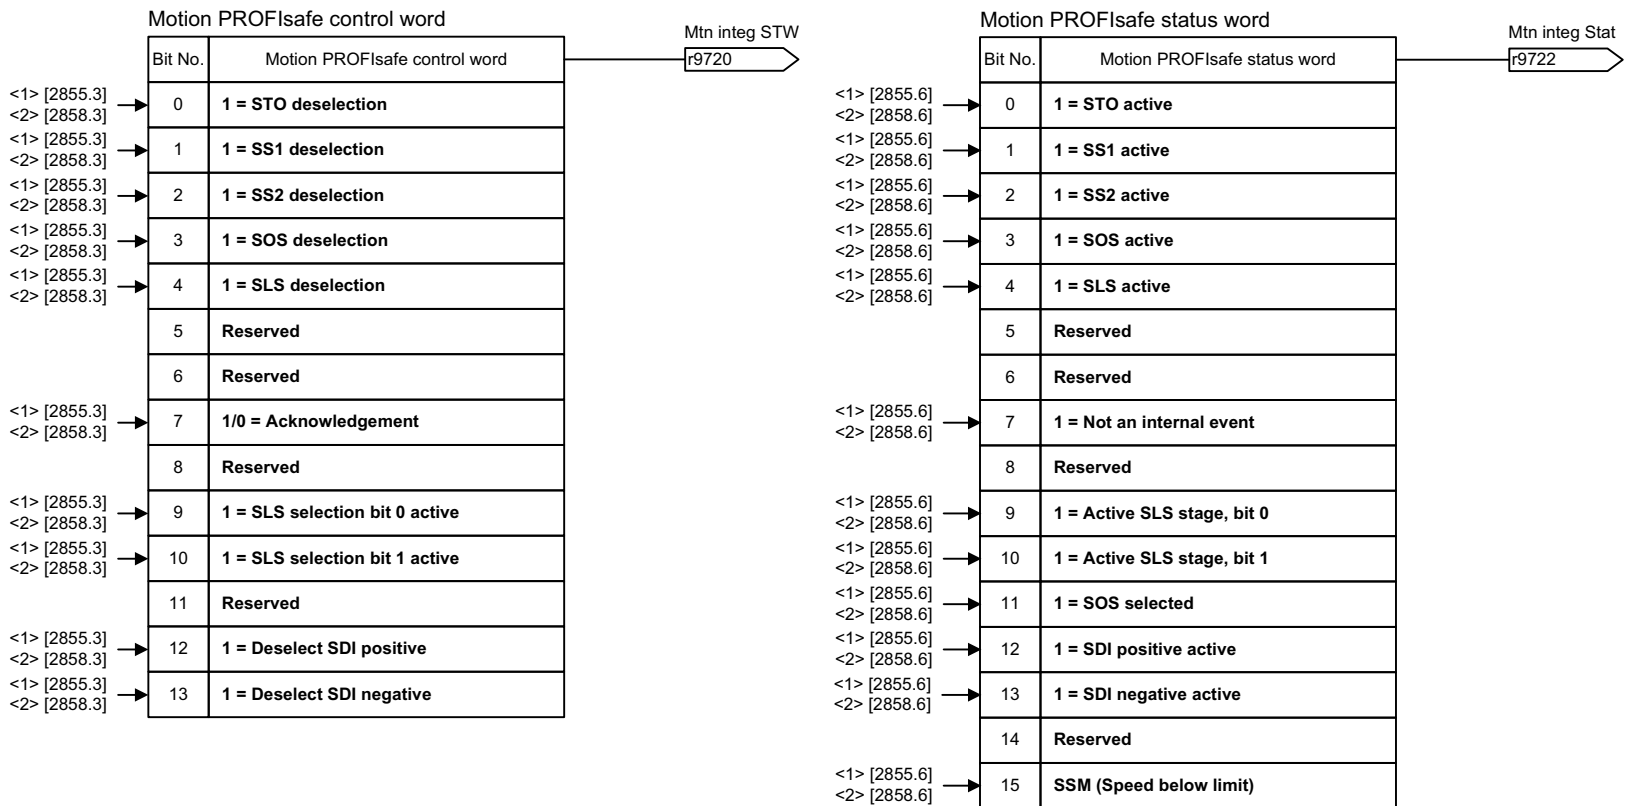 Motion PROFIsafe control word
Mtn integ STW
Bit No. Motion PROFIsafe control word r9720
<1> [2855.3]
<2> [2858.3]
0 1 = STO deselection
<1> [2855.3]
<2> [2858.3]
1 1 = SS1 deselection
<1> [2855.3]
<2> [2858.3]
2 1 = SS2 deselection
<1> [2855.3]
<2> [2858.3]
3 1 = SOS deselection
<1> [2855.3]
<2> [2858.3]
4 1 = SLS deselection
5 Reserved
6 Reserved
<1> [2855.3]
<2> [2858.3]
7 1/0 = Acknowledgement
8 Reserved
<1> [2855.3]
<2> [2858.3]
9 1 = SLS selection bit 0 active
<1> [2855.3]
<2> [2858.3]
10 1 = SLS selection bit 1 active
11 Reserved
<1> [2855.3]
<2> [2858.3]
12 1 = Deselect SDI positive
<1> [2855.3]
<2> [2858.3]
13 1 = Deselect SDI negative
Motion PROFIsafe status word
Mtn integ Stat
Bit No. Motion PROFIsafe status word r9722
<1> [2855.6]
<2> [2858.6]
0 1 = STO active
<1> [2855.6]
<2> [2858.6]
1 1 = SS1 active
<1> [2855.6]
<2> [2858.6]
2 1 = SS2 active
<1> [2855.6]
<2> [2858.6]
3 1 = SOS active
<1> [2855.6]
<2> [2858.6]
4 1 = SLS active
5 Reserved
6 Reserved
<1> [2855.6]
<2> [2858.6]
7 1 = Not an internal event
8 Reserved
<1> [2855.6]
<2> [2858.6]
9 1 = Active SLS stage, bit 0
<1> [2855.6]
<2> [2858.6]
10 1 = Active SLS stage, bit 1
<1> [2855.6]
<2> [2858.6]
11 1 = SOS selected
<1> [2855.6]
<2> [2858.6]
12 1 = SDI positive active
<1> [2855.6]
<2> [2858.6]
13 1 = SDI negative active
14 Reserved
<1> [2855.6]
<2> [2858.6]
15 SSM (Speed below limit)